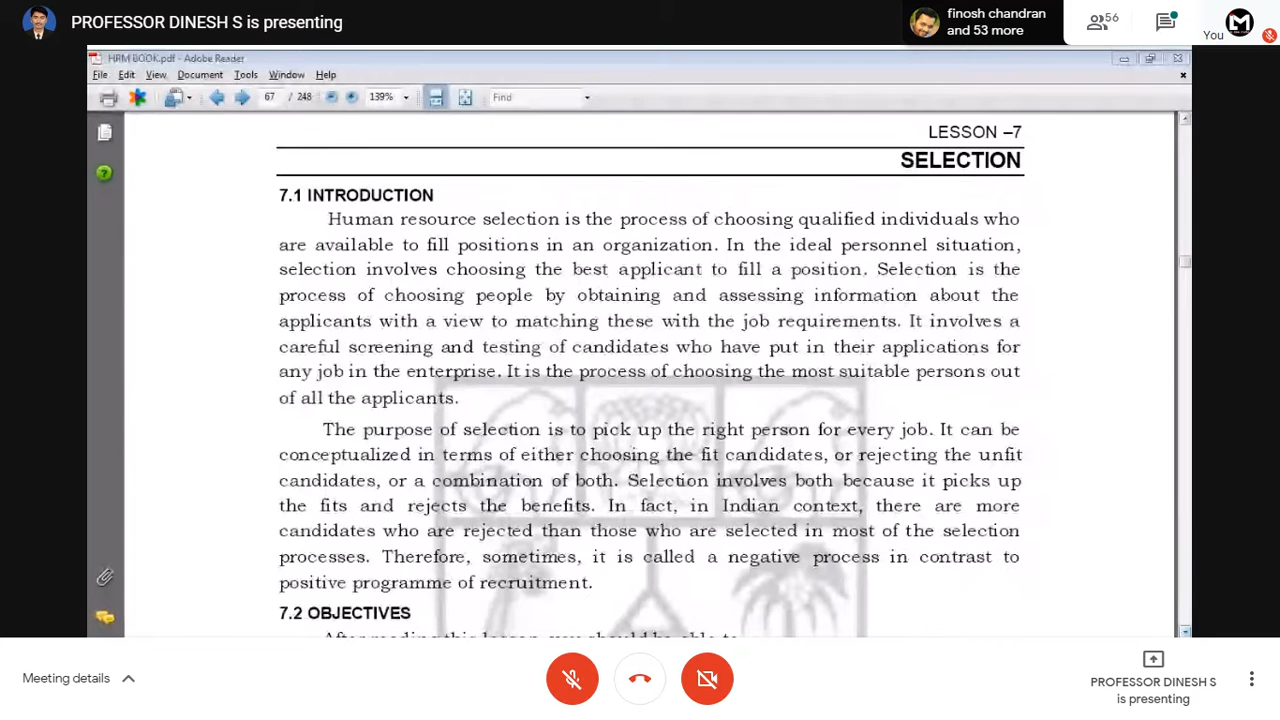 PROFESSOR DINESH S is presenting
finosh chandran
and 53 more
56
You
HRM BOOK.pdf - Adobe Reader
File Edit View Document Tools Window Help
67 / 248 139% Find
LESSON –7
SELECTION
7.1 INTRODUCTION
Human resource selection is the process of choosing qualified individuals who
are available to fill positions in an organization. In the ideal personnel situation,
selection involves choosing the best applicant to fill a position. Selection is the
process of choosing people by obtaining and assessing information about the
applicants with a view to matching these with the job requirements. It involves a
careful screening and testing of candidates who have put in their applications for
any job in the enterprise. It is the process of choosing the most suitable persons out
of all the applicants.
The purpose of selection is to pick up the right person for every job. It can be
conceptualized in terms of either choosing the fit candidates, or rejecting the unfit
candidates, or a combination of both. Selection involves both because it picks up
the fits and rejects the benefits. In fact, in Indian context, there are more
candidates who are rejected than those who are selected in most of the selection
processes. Therefore, sometimes, it is called a negative process in contrast to
positive programme of recruitment.
7.2 OBJECTIVES
After reading this lesson, you should be able to
Meeting details
PROFESSOR DINESH S
is presenting